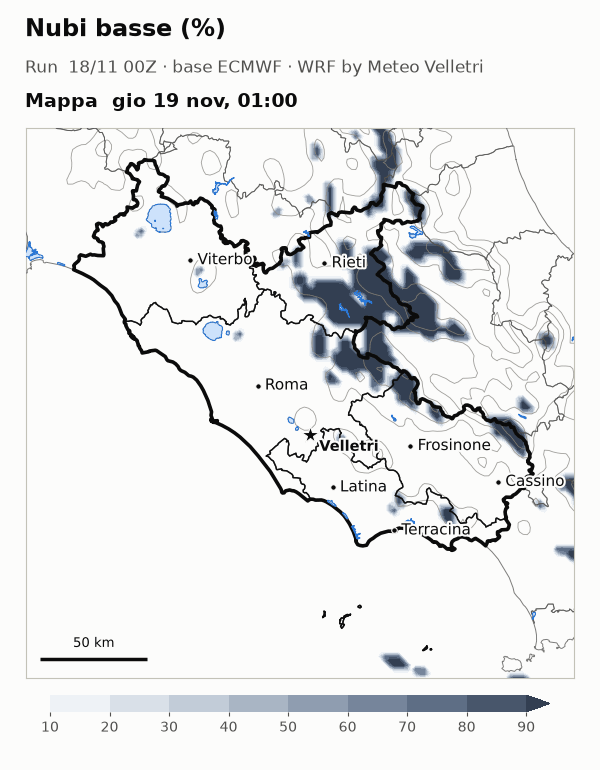 Nubi basse (%)
Run 18/11 00Z · base ECMWF · WRF by Meteo Velletri
Mappa gio 19 nov, 01:00
Viterbo
Rieti
Roma
Velletri
Frosinone
Cassino
Latina
Terracina
50 km
10 20 30 40 50 60 70 80 90